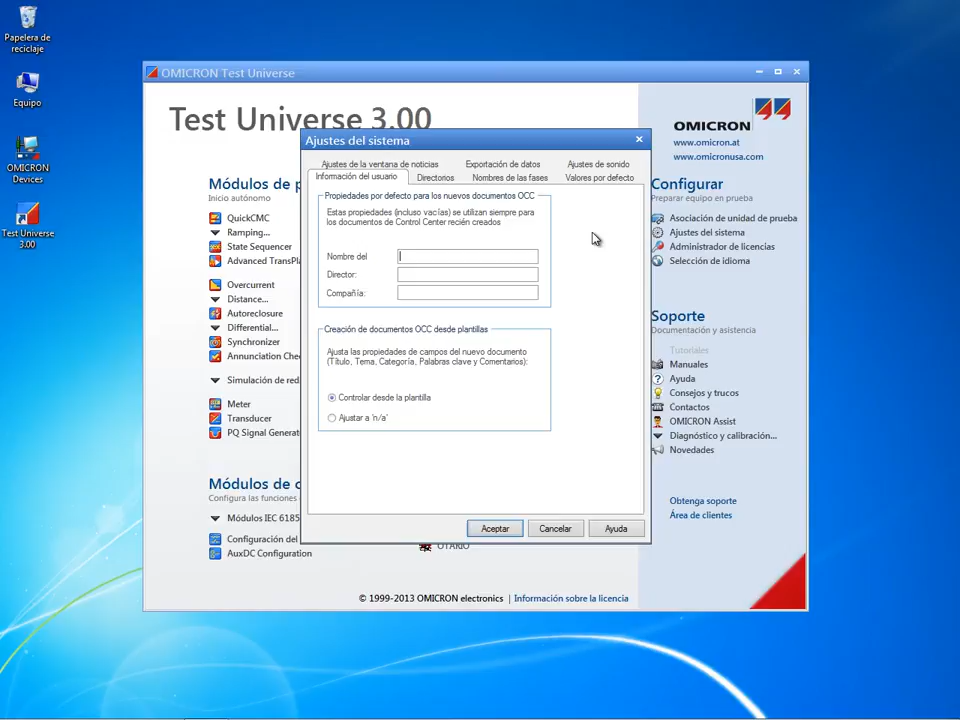 Papelera de
reciclaje
Equipo
OMICRON
Devices
Test Universe
3.00
OMICRON Test Universe
Test Universe 3.00
OMICRON
www.omicron.at
www.omicronusa.com
Módulos de p
Inicio autónomo
QuickCMC
Ramping...
State Sequencer
Advanced TransPla
Overcurrent
Distance...
Autoreclosure
Differential...
Synchronizer
Annunciation Che
Simulación de red
Meter
Transducer
PQ Signal Generat
Módulos de c
Configura las funciones
Módulos IEC 6185
Configuración del
AuxDC Configuration
OTARIO
Ajustes del sistema
Ajustes de la ventana de noticias
Exportación de datos
Ajustes de sonido
Información del usuario
Directorios
Nombres de las fases
Valores por defecto
Propiedades por defecto para los nuevos documentos OCC
Estas propiedades (incluso vacías) se utilizan siempre para
los documentos de Control Center recién creados
Nombre del
Director:
Compañía:
Creación de documentos OCC desde plantillas
Ajusta las propiedades de campos del nuevo documento
(Título, Tema, Categoría, Palabras clave y Comentarios):
Controlar desde la plantilla
Ajustar a 'n/a'
Aceptar
Cancelar
Ayuda
Configurar
Preparar equipo en prueba
Asociación de unidad de prueba
Ajustes del sistema
Administrador de licencias
Selección de idioma
Soporte
Documentación y asistencia
Tutoriales
Manuales
Ayuda
Consejos y trucos
Contactos
OMICRON Assist
Diagnóstico y calibración...
Novedades
Obtenga soporte
Área de clientes
© 1999-2013 OMICRON electronics | Información sobre la licencia